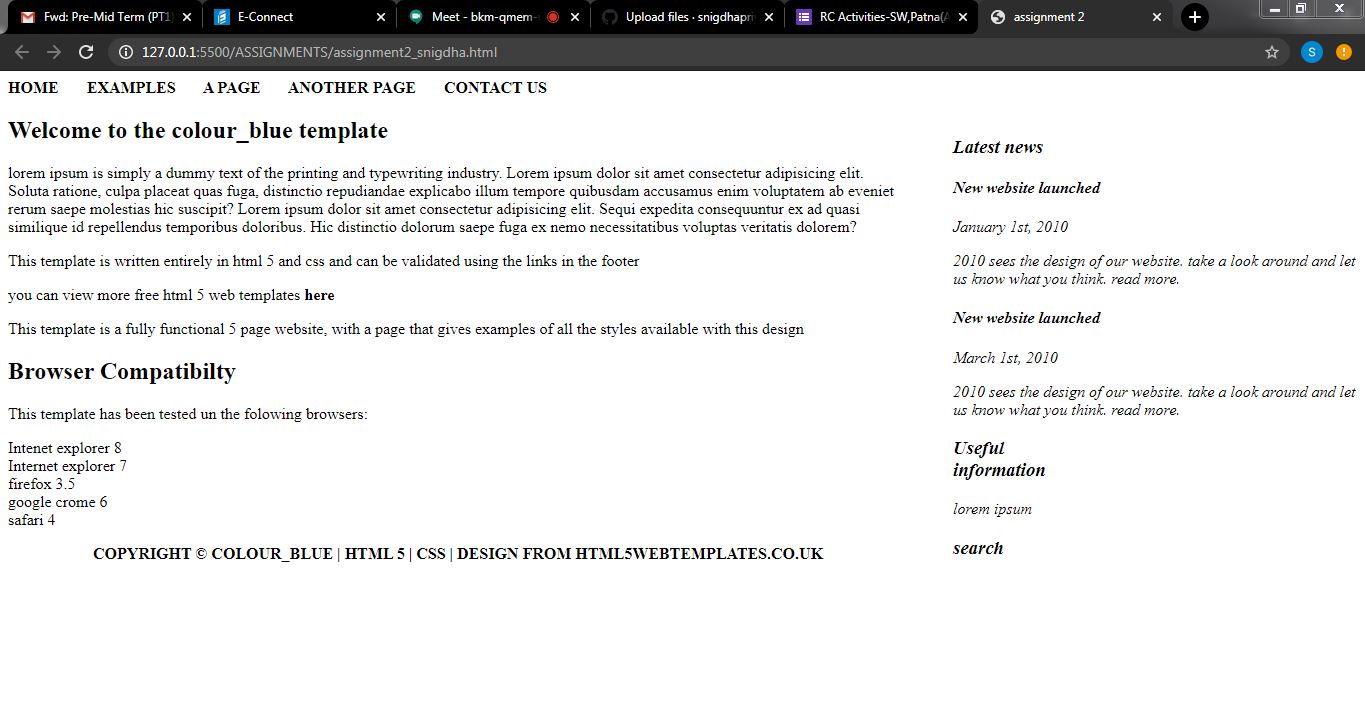 Fwd: Pre-Mid Term (PT1
E-Connect
Meet - bkm-qmem-
Upload files · snigdhapri
RC Activities-SW,Patna(A
assignment 2
127.0.0.1:5500/ASSIGNMENTS/assignment2_snigdha.html
S
HOME EXAMPLES A PAGE ANOTHER PAGE CONTACT US
Welcome to the colour_blue template
lorem ipsum is simply a dummy text of the printing and typewriting industry. Lorem ipsum dolor sit amet consectetur adipisicing elit.
Soluta ratione, culpa placeat quas fuga, distinctio repudiandae explicabo illum tempore quibusdam accusamus enim voluptatem ab eveniet
rerum saepe molestias hic suscipit? Lorem ipsum dolor sit amet consectetur adipisicing elit. Sequi expedita consequuntur ex ad quasi
similique id repellendus temporibus doloribus. Hic distinctio dolorum saepe fuga ex nemo necessitatibus voluptas veritatis dolorem?
This template is written entirely in html 5 and css and can be validated using the links in the footer
you can view more free html 5 web templates here
This template is a fully functional 5 page website, with a page that gives examples of all the styles available with this design
Browser Compatibilty
This template has been tested un the folowing browsers:
Intenet explorer 8
Internet explorer 7
firefox 3.5
google crome 6
safari 4
COPYRIGHT © COLOUR_BLUE | HTML 5 | CSS | DESIGN FROM HTML5WEBTEMPLATES.CO.UK
Latest news
New website launched
January 1st, 2010
2010 sees the design of our website. take a look around and let
us know what you think. read more.
New website launched
March 1st, 2010
2010 sees the design of our website. take a look around and let
us know what you think. read more.
Useful
information
lorem ipsum
search